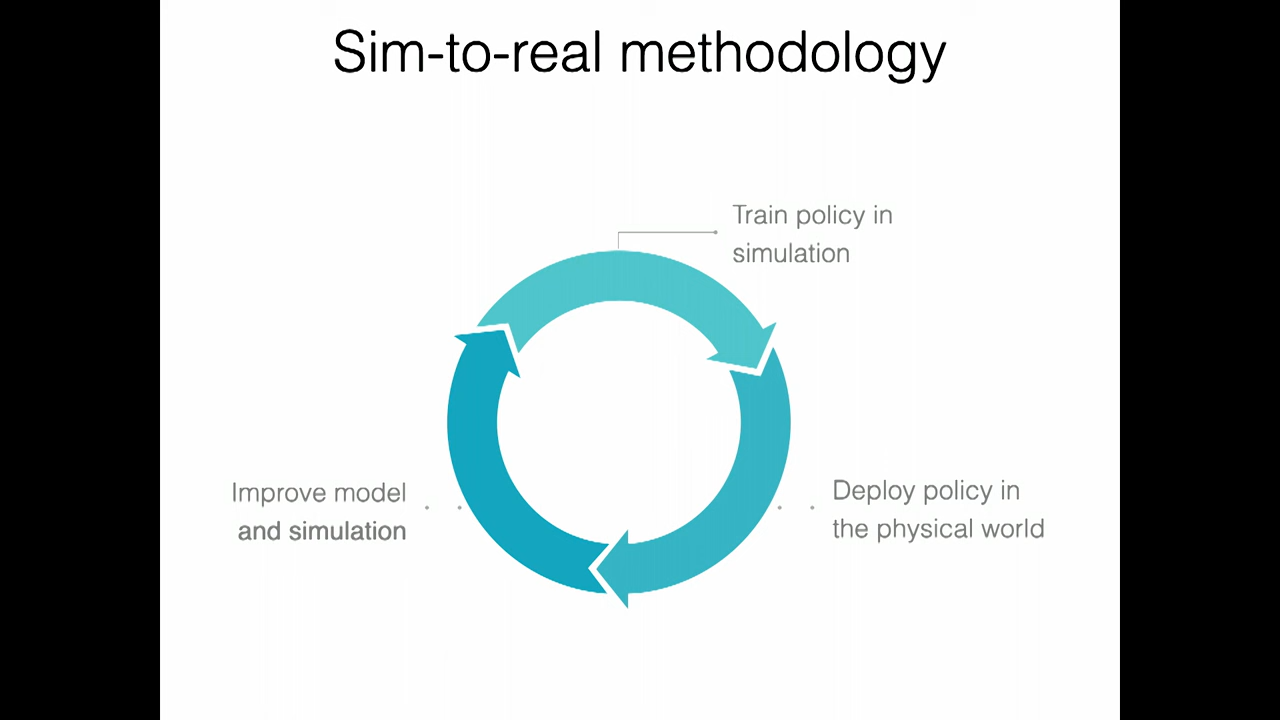 Sim-to-real methodology
Train policy in
simulation
Improve model
and simulation
Deploy policy in
the physical world